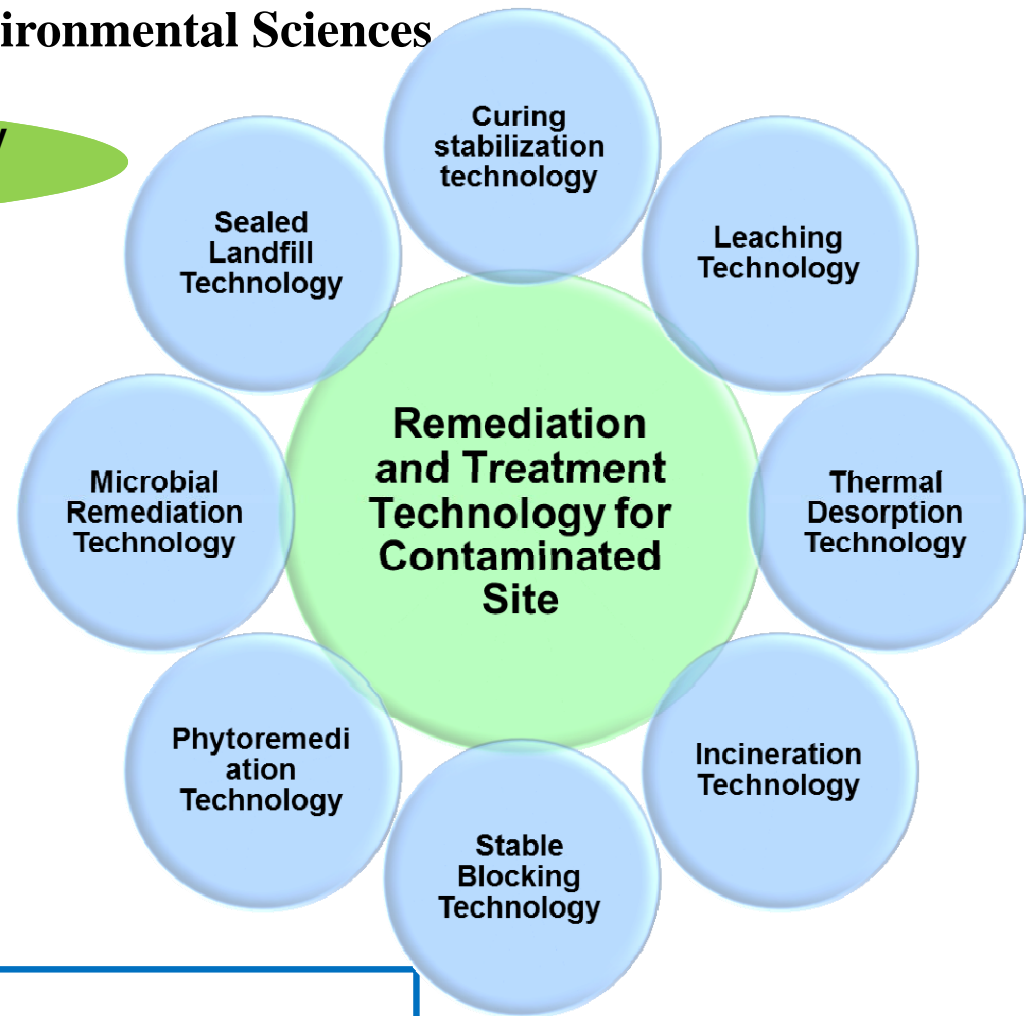 ironmental Sciences
Curing
stabilization
technology
Leaching
Technology
Thermal
Desorption
Technology
Incineration
Technology
Stable
Blocking
Technology
Phytoremedi
ation
Technology
Microbial
Remediation
Technology
Sealed
Landfill
Technology
Remediation
and Treatment
Technology for
Contaminated
Site